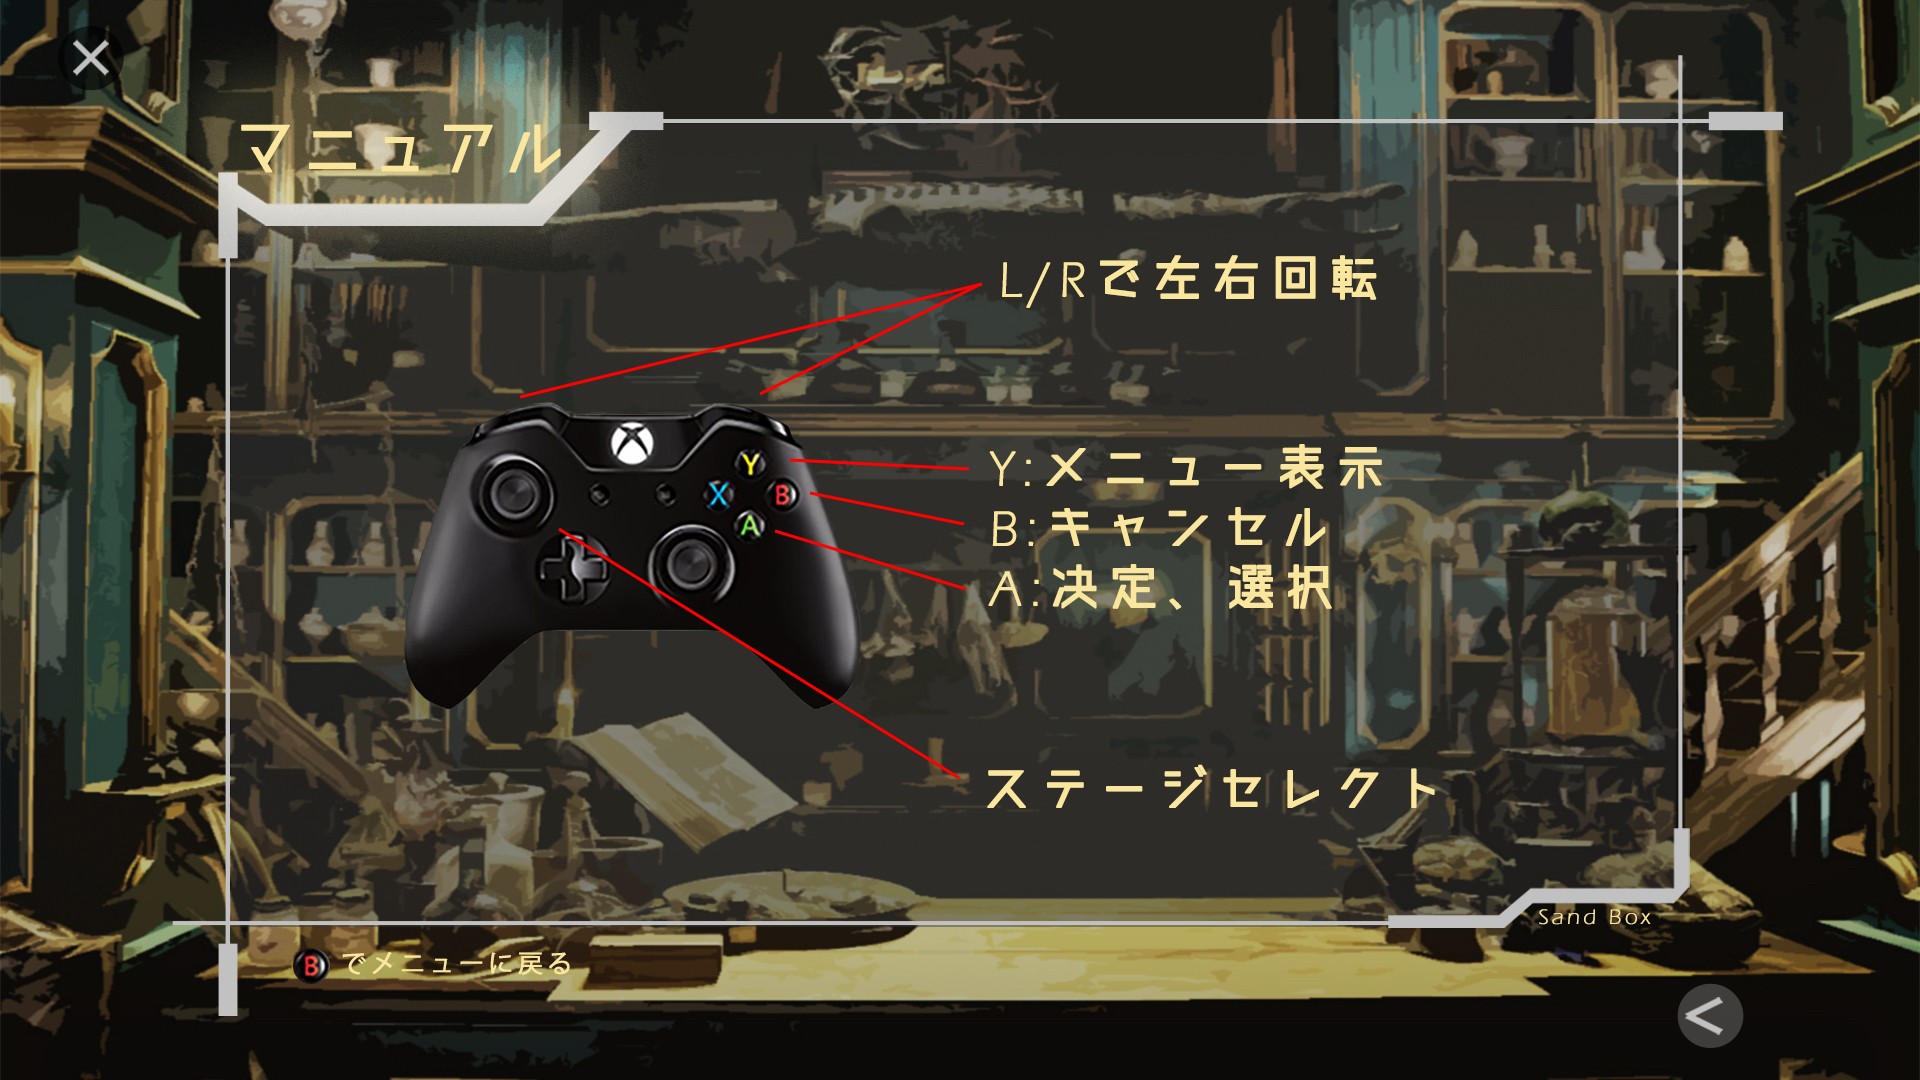 マニュアル
L/Rで左右回転
Y:メニュー表示
B:キャンセル
A:決定、選択
Y
X
B
A
ステージセレクト
Sand Box
Bでメニューに戻る